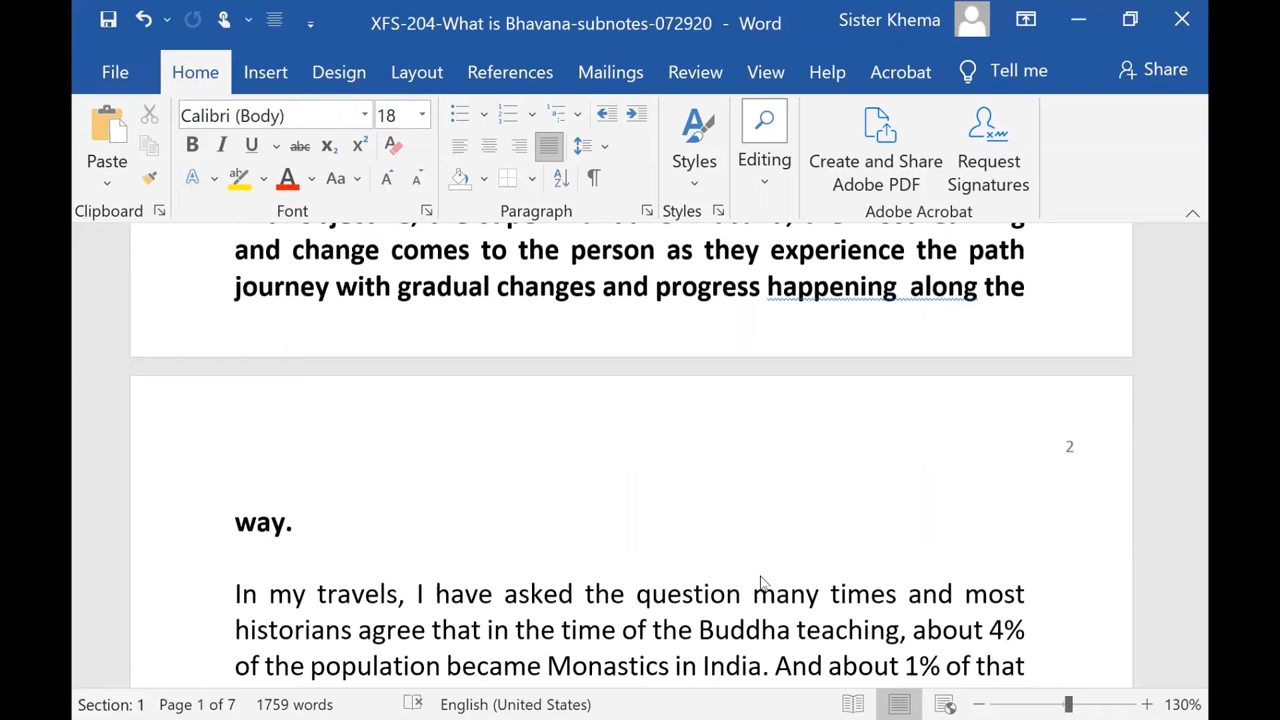 XFS-204-What is Bhavana-subnotes-072920 - Word
Sister Khema
File Home Insert Design Layout References Mailings Review View Help Acrobat Tell me Share
Calibri (Body) 18
Paste
Styles
Editing
Create and Share Adobe PDF
Request Signatures
Clipboard Font Paragraph Styles Adobe Acrobat
and change comes to the person as they experience the path
journey with gradual changes and progress happening along the
2
way.
In my travels, I have asked the question many times and most
historians agree that in the time of the Buddha teaching, about 4%
of the population became Monastics in India. And about 1% of that
Section: 1 Page 1 of 7 1759 words English (United States) 130%